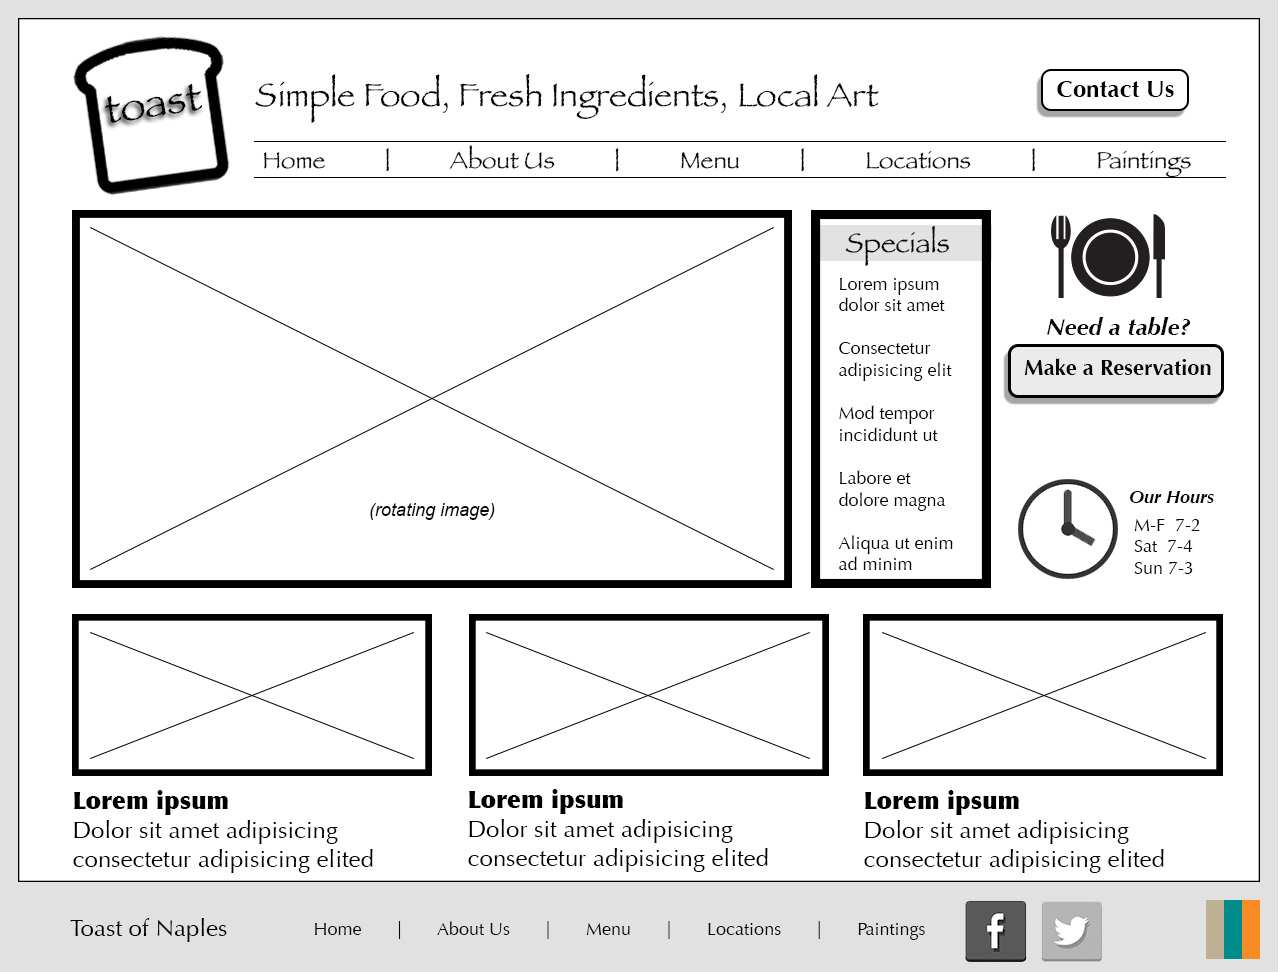 toast
Simple Food, Fresh Ingredients, Local Art
Contact Us
Home | About Us | Menu | Locations | Paintings
Specials
Lorem ipsum
dolor sit amet
Consectetur
adipisicing elit
Mod tempor
incididunt ut
Labore et
dolore magna
Aliqua ut enim
ad minim
(rotating image)
Need a table?
Make a Reservation
Our Hours
M-F 7-2
Sat 7-4
Sun 7-3
Lorem ipsum
Dolor sit amet adipisicing
consectetur adipisicing elited
Lorem ipsum
Dolor sit amet adipisicing
consectetur adipisicing elited
Lorem ipsum
Dolor sit amet adipisicing
consectetur adipisicing elited
Toast of Naples
Home | About Us | Menu | Locations | Paintings
f